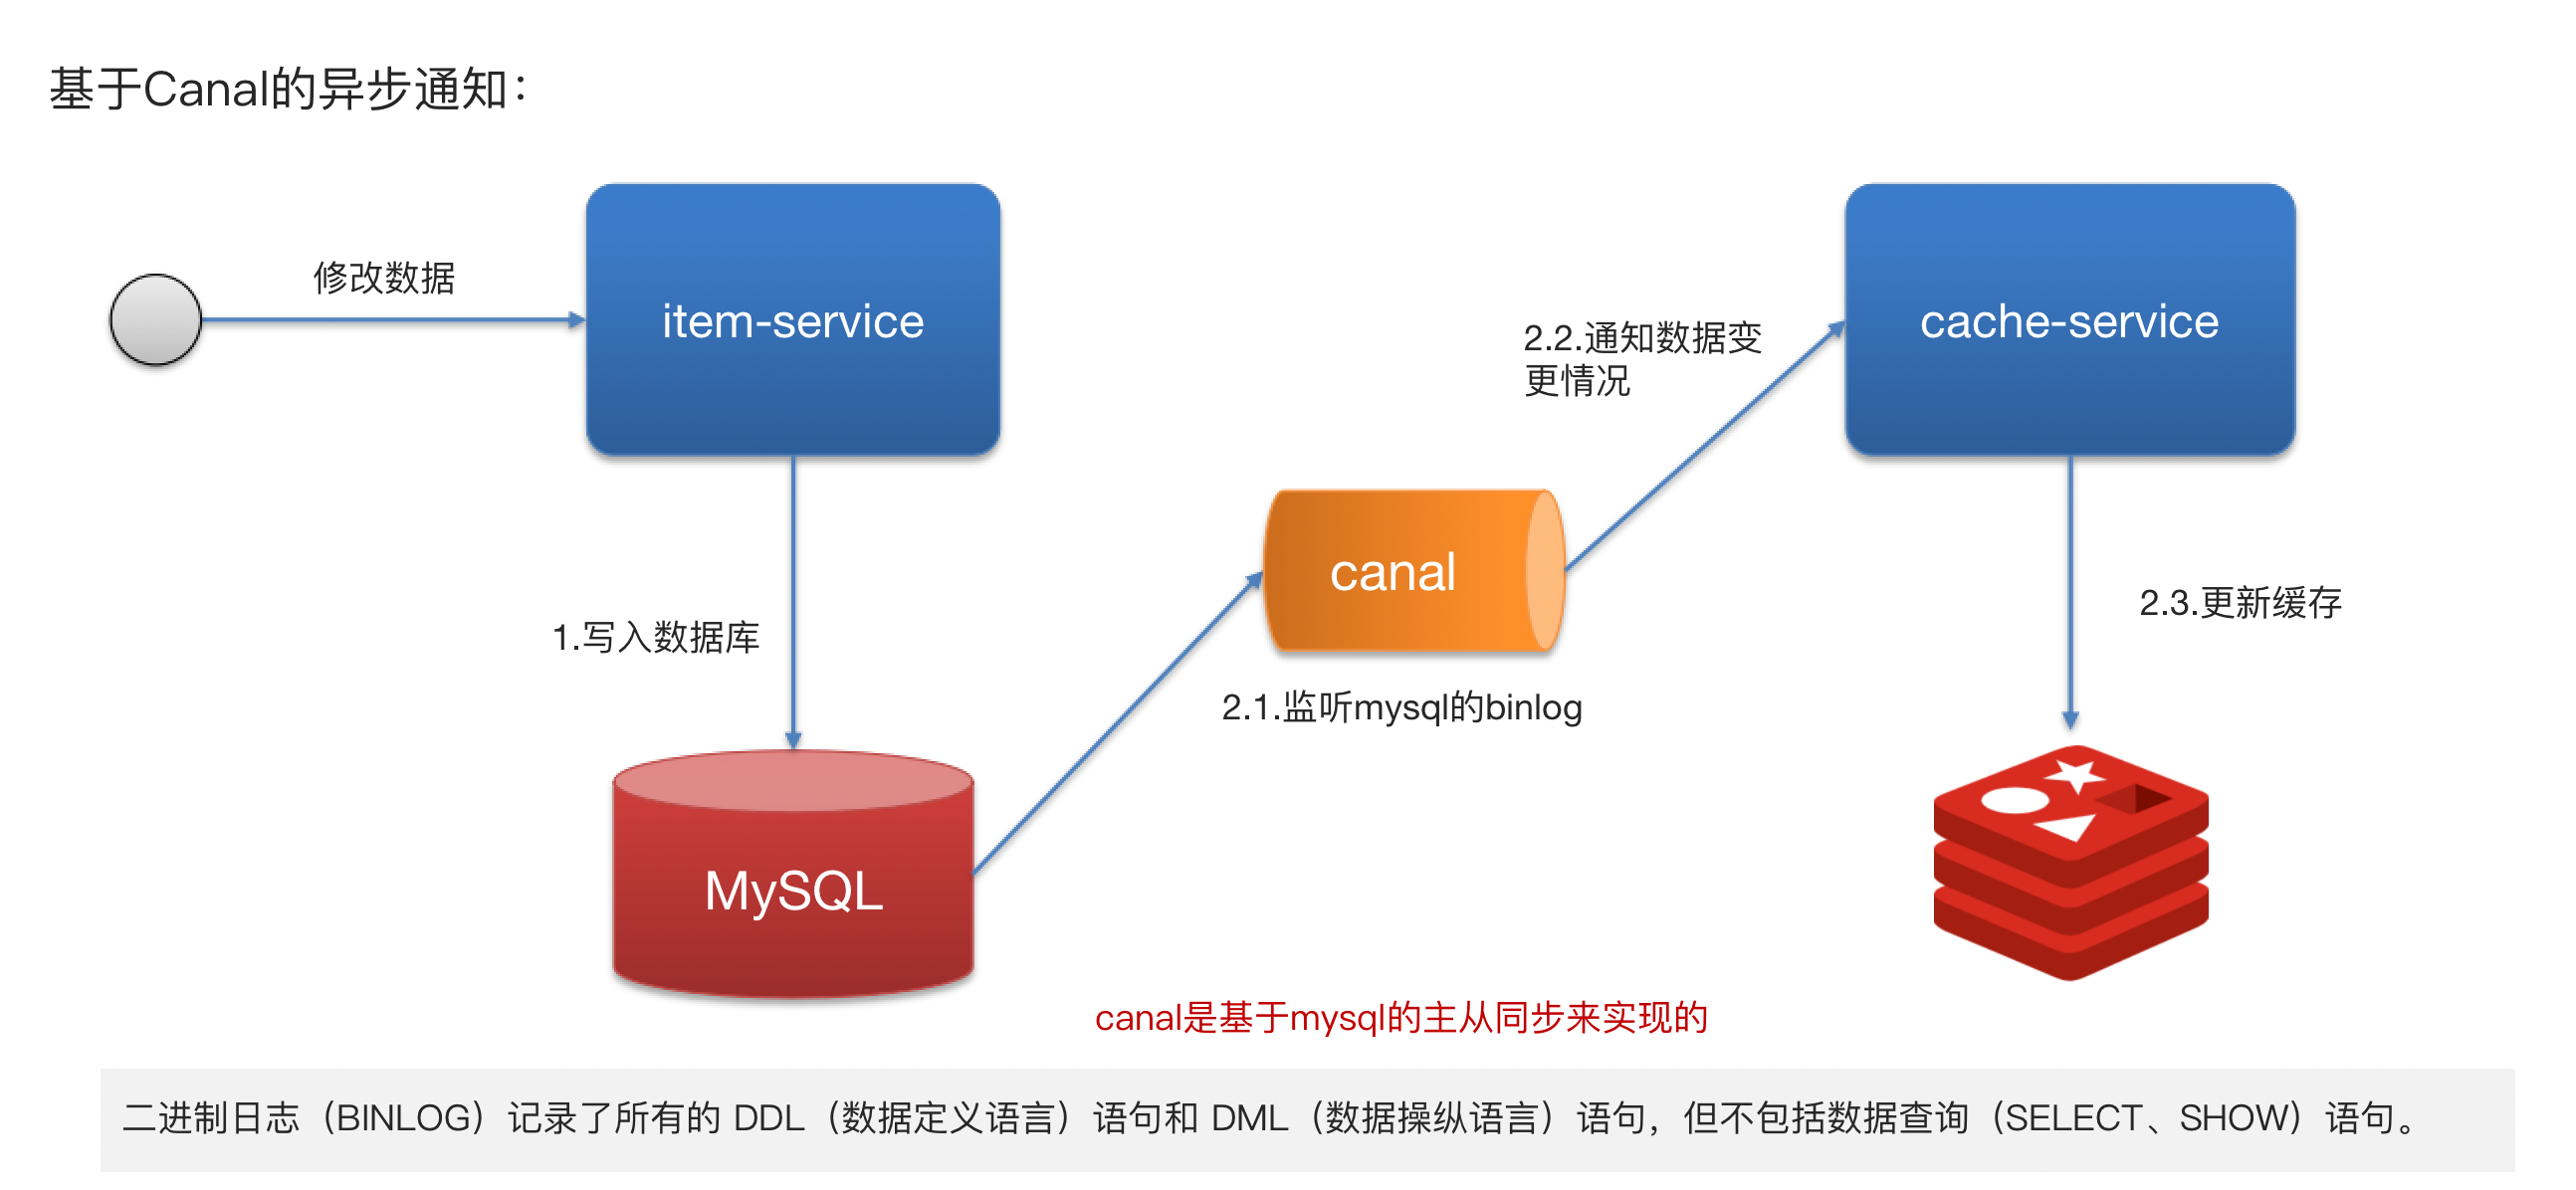 基于Canal的异步通知：
修改数据
item-service
cache-service
2.2.通知数据变
更情况
canal
1.写入数据库
2.3.更新缓存
2.1.监听mysql的binlog
MySQL
canal是基于mysql的主从同步来实现的
二进制日志（BINLOG）记录了所有的 DDL（数据定义语言）语句和 DML（数据操纵语言）语句，但不包括数据查询（SELECT、SHOW）语句。